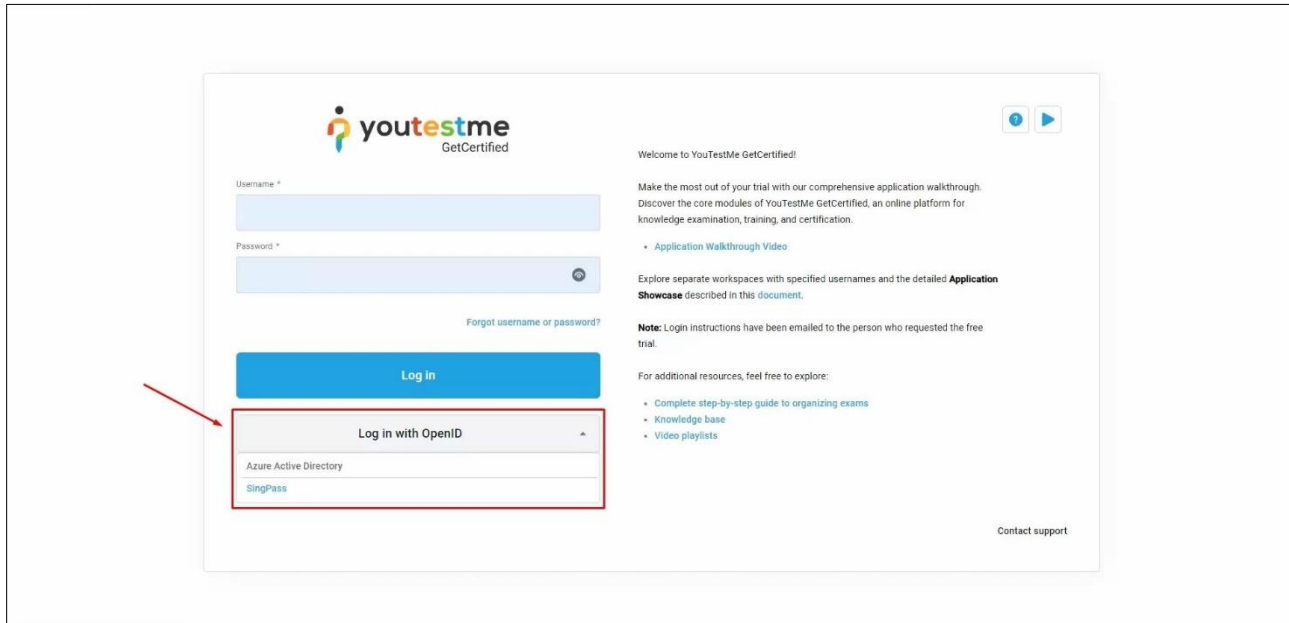 youtestme
GetCertified
Username *
Password *
Forgot username or password?
Log in
Log in with OpenID
Azure Active Directory
SingPass
?
Welcome to YouTestMe GetCertified!
Make the most out of your trial with our comprehensive application walkthrough.
Discover the core modules of YouTestMe GetCertified, an online platform for
knowledge examination, training, and certification.
• Application Walkthrough Video
Explore separate workspaces with specified usernames and the detailed Application
Showcase described in this document.
Note: Login instructions have been emailed to the person who requested the free
trial.
For additional resources, feel free to explore:
• Complete step-by-step guide to organizing exams
• Knowledge base
• Video playlists
Contact support